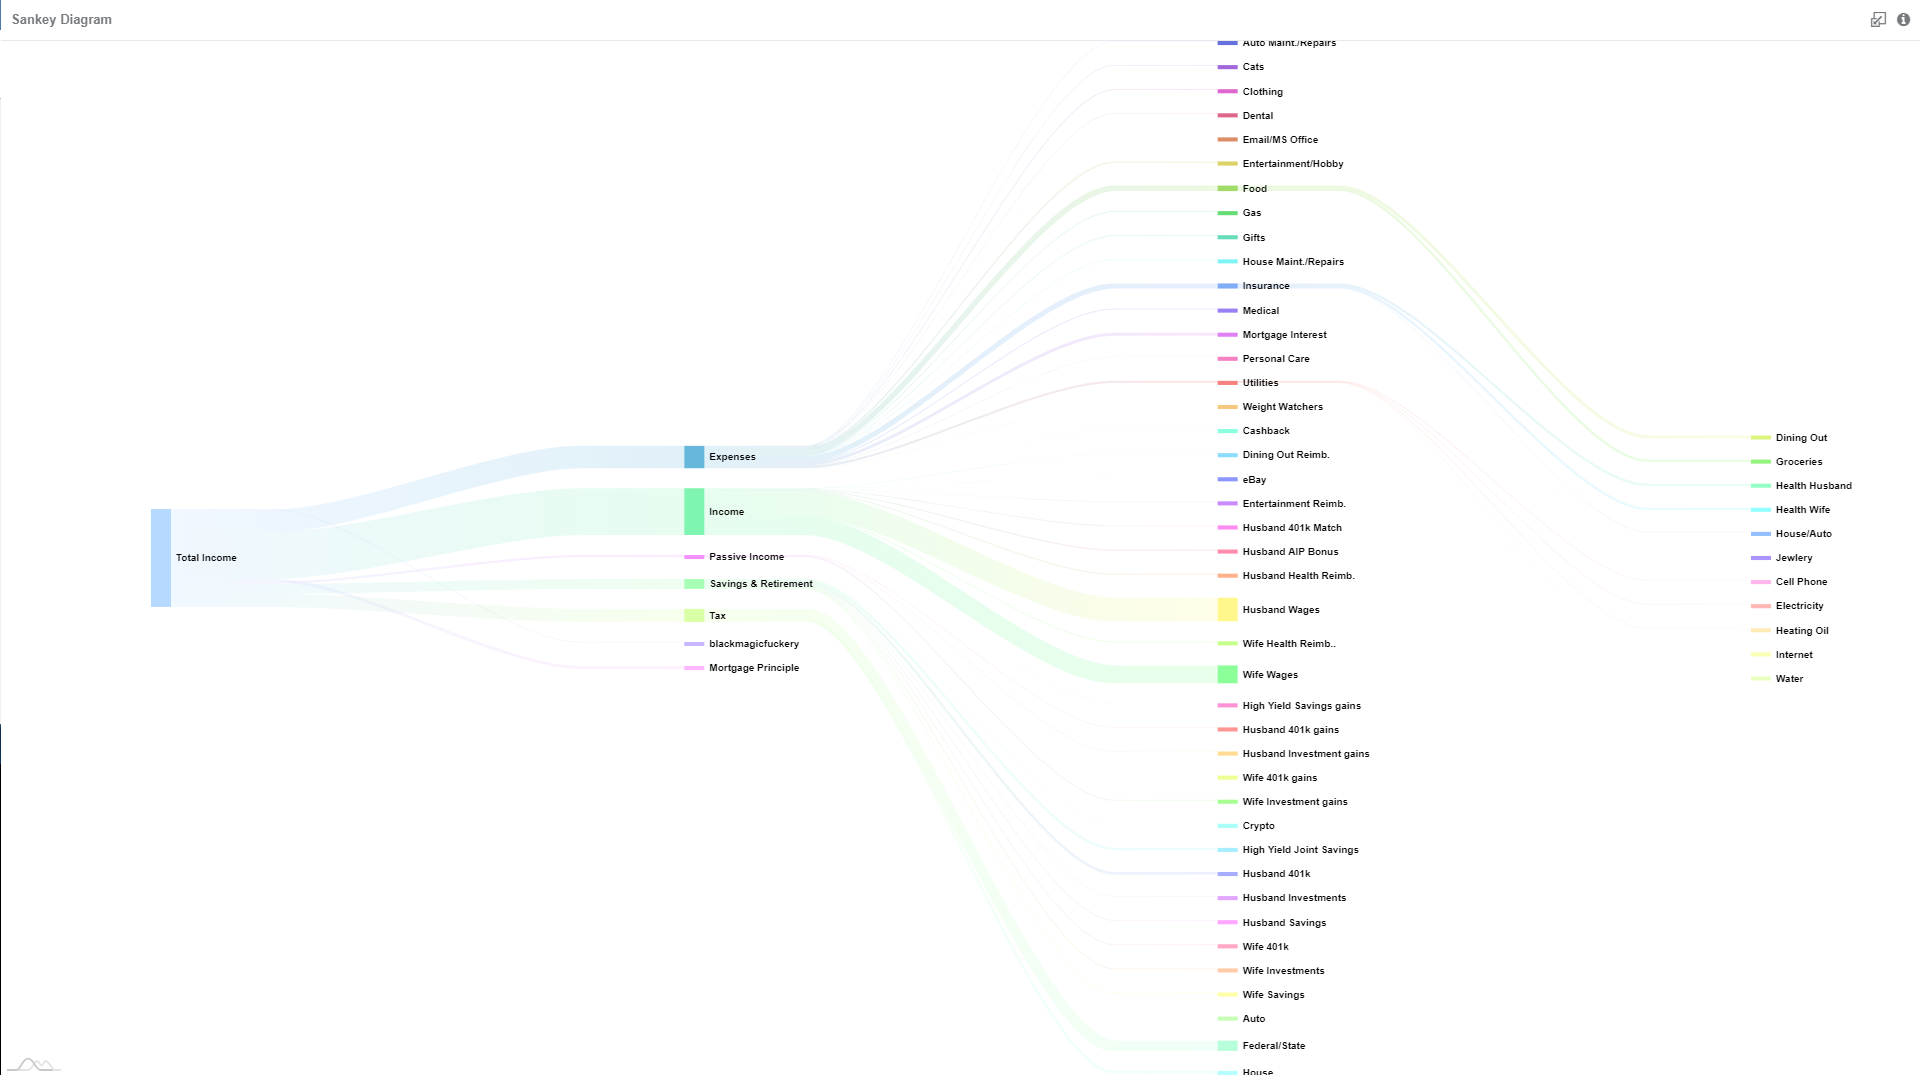 Sankey Diagram
Total Income
Expenses
Income
Passive Income
Savings & Retirement
Tax
blackmagicfuckery
Mortgage Principle
Auto Maint./Repairs
Cats
Clothing
Dental
Email/MS Office
Entertainment/Hobby
Food
Gas
Gifts
House Maint./Repairs
Insurance
Medical
Mortgage Interest
Personal Care
Utilities
Weight Watchers
Cashback
Dining Out Reimb.
eBay
Entertainment Reimb.
Husband 401k Match
Husband AIP Bonus
Husband Health Reimb.
Husband Wages
Wife Health Reimb..
Wife Wages
High Yield Savings gains
Husband 401k gains
Husband Investment gains
Wife 401k gains
Wife Investment gains
Crypto
High Yield Joint Savings
Husband 401k
Husband Investments
Husband Savings
Wife 401k
Wife Investments
Wife Savings
Auto
Federal/State
House
Dining Out
Groceries
Health Husband
Health Wife
House/Auto
Jewlery
Cell Phone
Electricity
Heating Oil
Internet
Water